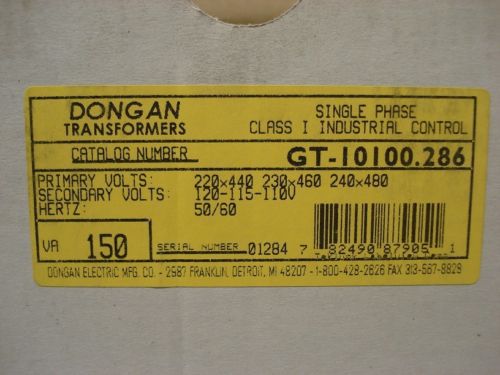 DONGAN
TRANSFORMERS
SINGLE PHASE
CLASS I INDUSTRIAL CONTROL
CATALOG NUMBER GT-10100.286
PRIMARY VOLTS: 220x440 230x460 240x480
SECONDARY VOLTS: 120-115-110V
HERTZ: 50/60
VA 150
SERIAL NUMBER 01284
7 82490 87905 1
DONGAN ELECTRIC MFG. CO. - 2987 FRANKLIN, DETROIT, MI 48207 - 1-800-428-2626 FAX 313-567-8828